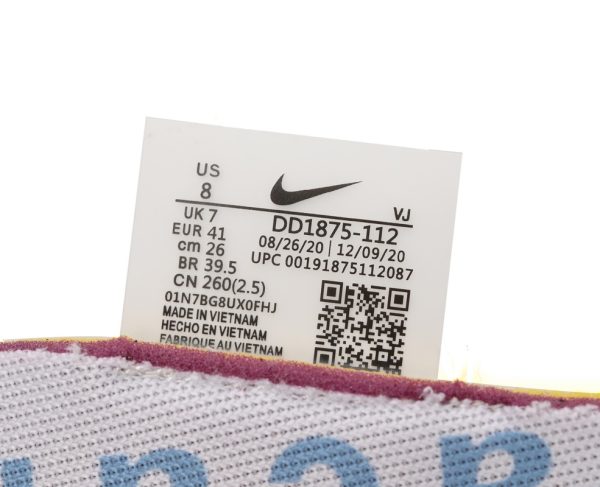 US
8
VJ
UK 7
EUR 41
cm 26
BR 39.5
CN 260(2.5)
DD1875-112
08/26/20 | 12/09/20
UPC 00191875112087
01N7BG8UX0FHJ
MADE IN VIETNAM
HECHO EN VIETNAM
FABRIQUE AU VIETNAM